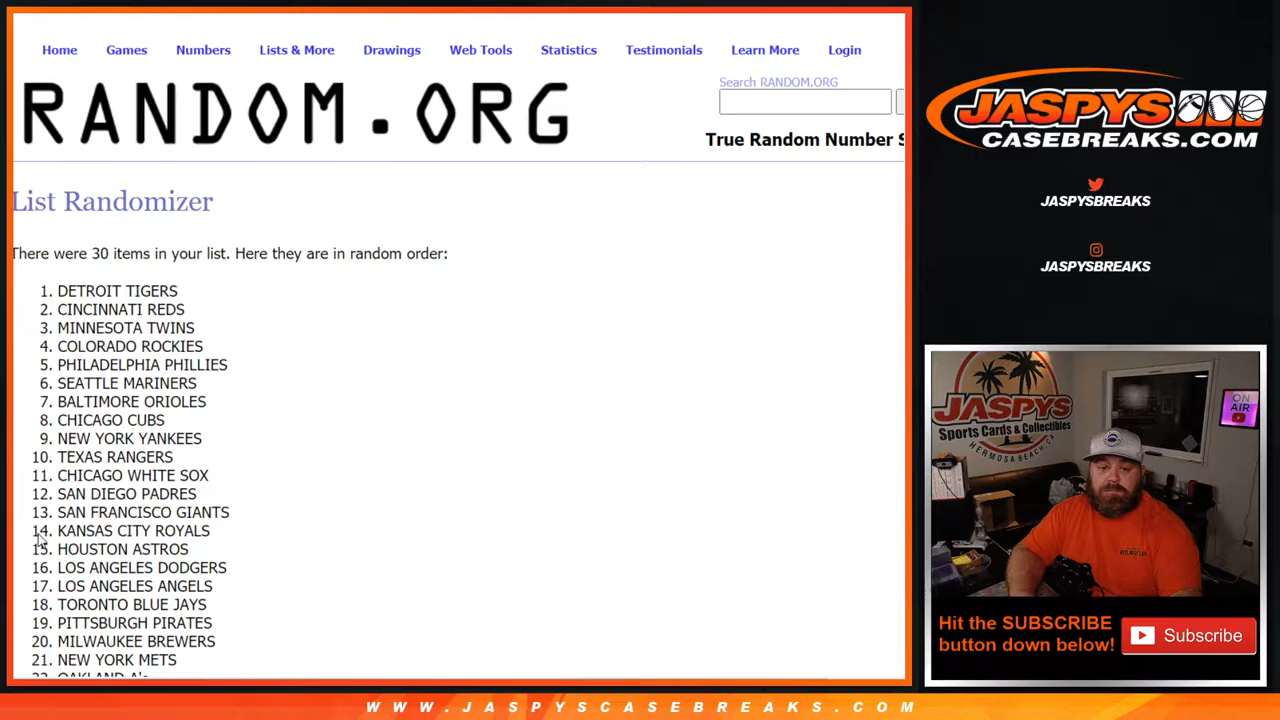 Home Games Numbers Lists & More Drawings Web Tools Statistics Testimonials Learn More Login
RANDOM.ORG
Search RANDOM.ORG
True Random Number S
List Randomizer
There were 30 items in your list. Here they are in random order:
1. DETROIT TIGERS
2. CINCINNATI REDS
3. MINNESOTA TWINS
4. COLORADO ROCKIES
5. PHILADELPHIA PHILLIES
6. SEATTLE MARINERS
7. BALTIMORE ORIOLES
8. CHICAGO CUBS
9. NEW YORK YANKEES
10. TEXAS RANGERS
11. CHICAGO WHITE SOX
12. SAN DIEGO PADRES
13. SAN FRANCISCO GIANTS
14. KANSAS CITY ROYALS
15. HOUSTON ASTROS
16. LOS ANGELES DODGERS
17. LOS ANGELES ANGELS
18. TORONTO BLUE JAYS
19. PITTSBURGH PIRATES
20. MILWAUKEE BREWERS
21. NEW YORK METS
22. OAKLAND A's
JASPYS
CASEBREAKS.COM
JASPYSBREAKS
JASPYSBREAKS
JASPYS
Sports Cards & Collectibles
HERMOSA BEACH, CA
ON
AIR
Hit the SUBSCRIBE
button down below!
Subscribe
WWW.JASPYSCASEBREAKS.COM